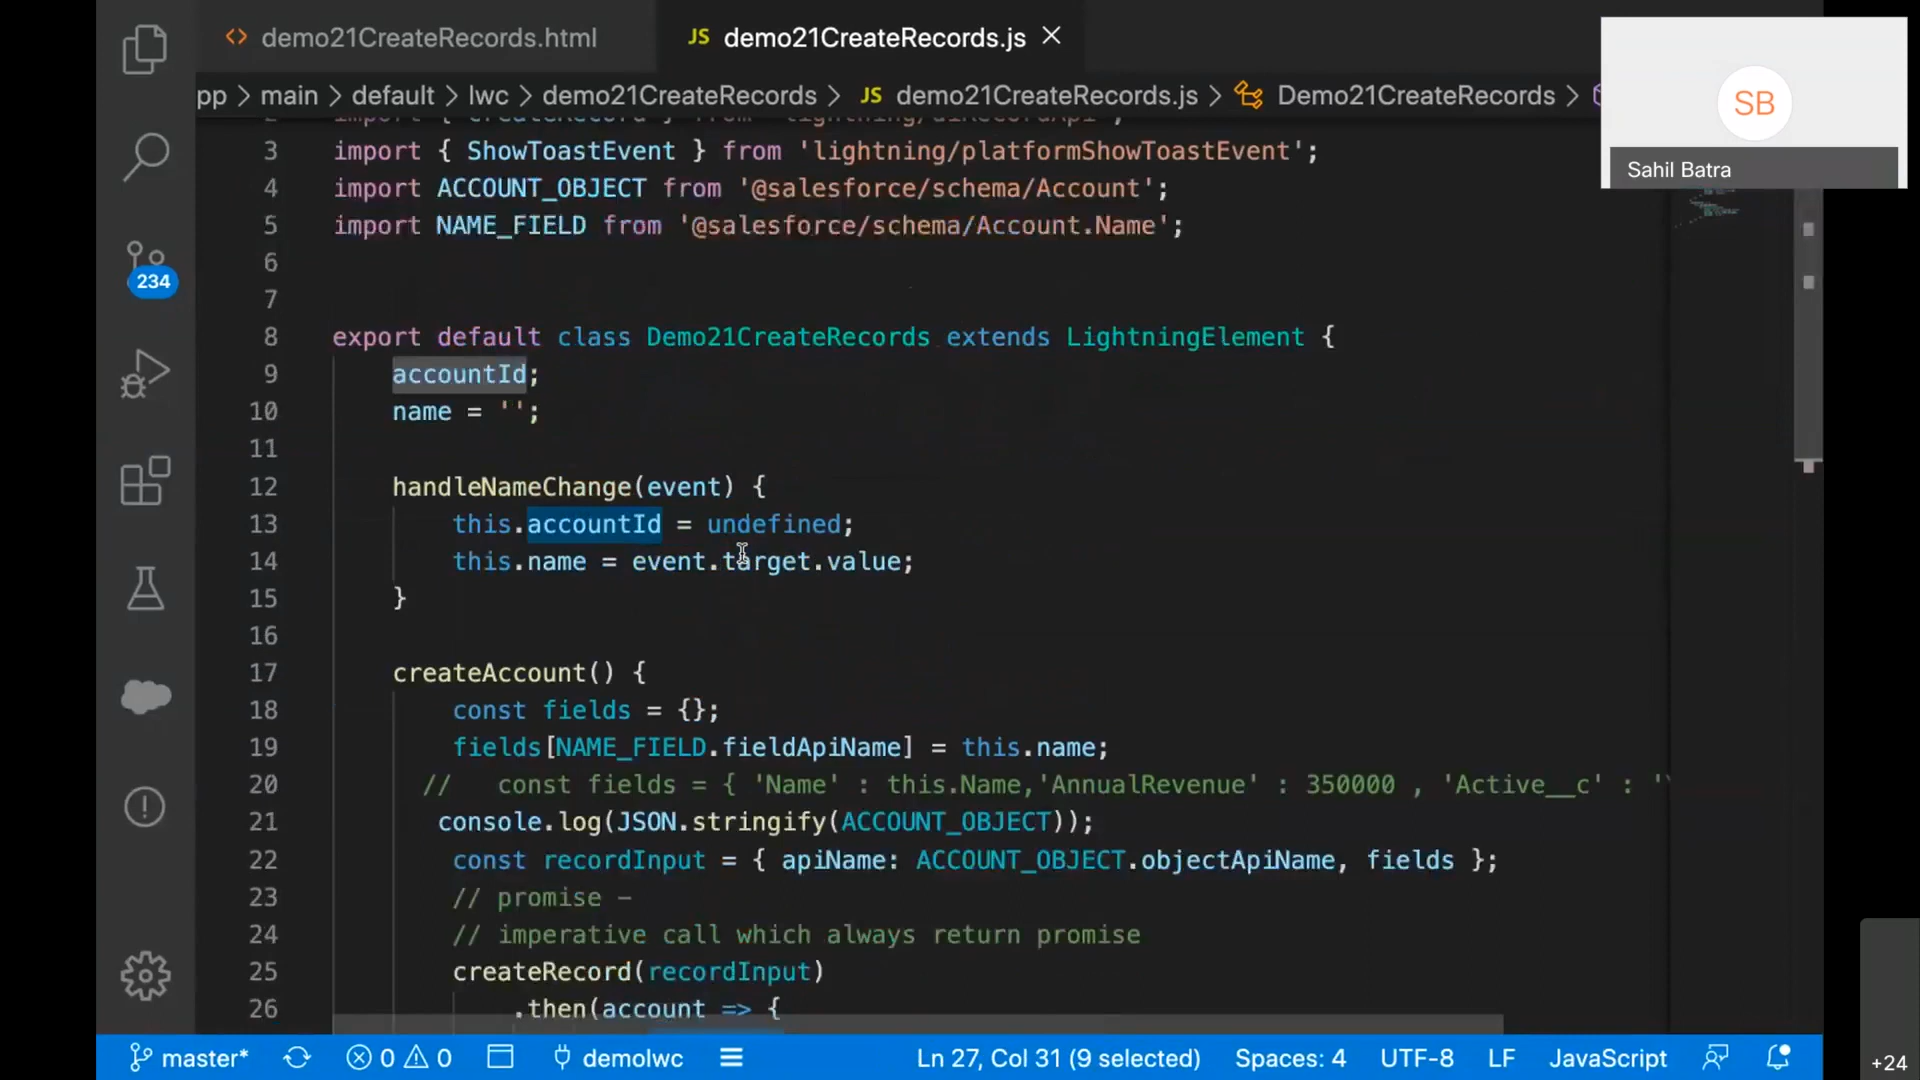 demo21CreateRecords.html
JS demo21CreateRecords.js
pp > main > default > lwc > demo21CreateRecords > JS demo21CreateRecords.js > Demo21CreateRecords >
SB
Sahil Batra
234
2 import { createRecord } from 'lightning/uiRecordApi';
3 import { ShowToastEvent } from 'lightning/platformShowToastEvent';
4 import ACCOUNT_OBJECT from '@salesforce/schema/Account';
5 import NAME_FIELD from '@salesforce/schema/Account.Name';
6
7
8 export default class Demo21CreateRecords extends LightningElement {
9 accountId;
10 name = '';
11
12 handleNameChange(event) {
13 this.accountId = undefined;
14 this.name = event.target.value;
15 }
16
17 createAccount() {
18 const fields = {};
19 fields[NAME_FIELD.fieldApiName] = this.name;
20 // const fields = { 'Name' : this.Name,'AnnualRevenue' : 350000 , 'Active__c' : '
21 console.log(JSON.stringify(ACCOUNT_OBJECT));
22 const recordInput = { apiName: ACCOUNT_OBJECT.objectApiName, fields };
23 // promise -
24 // imperative call which always return promise
25 createRecord(recordInput)
26 .then(account => {
master* 0 0 demolwc Ln 27, Col 31 (9 selected) Spaces: 4 UTF-8 LF JavaScript
+24